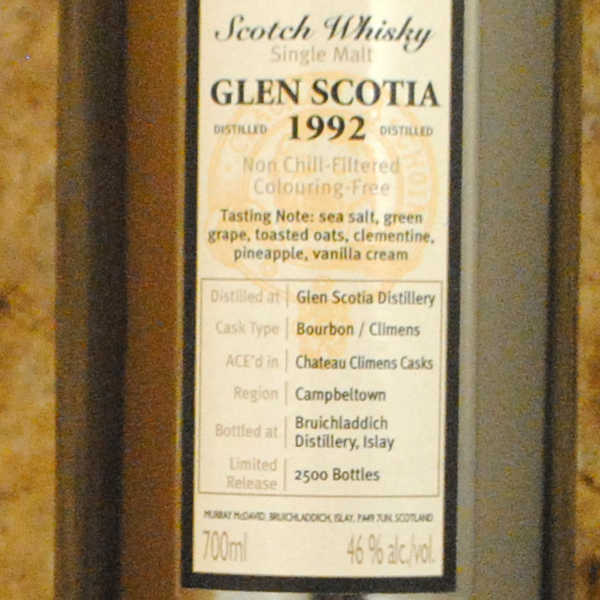 Scotch Whisky
Single Malt
GLEN SCOTIA
DISTILLED 1992 DISTILLED
Non Chill-Filtered
Colouring-Free
Tasting Note: sea salt, green
grape, toasted oats, clementine,
pineapple, vanilla cream
Distilled at Glen Scotia Distillery
Cask Type Bourbon / Climens
ACE'd in Chateau Climens Casks
Region Campbeltown
Bottled at Bruichladdich
Distillery, Islay
Limited
Release 2500 Bottles
MURRAY McDAVID, BRUICHLADDICH, ISLAY, PA49 7UN, SCOTLAND
700ml 46 % alc./vol.